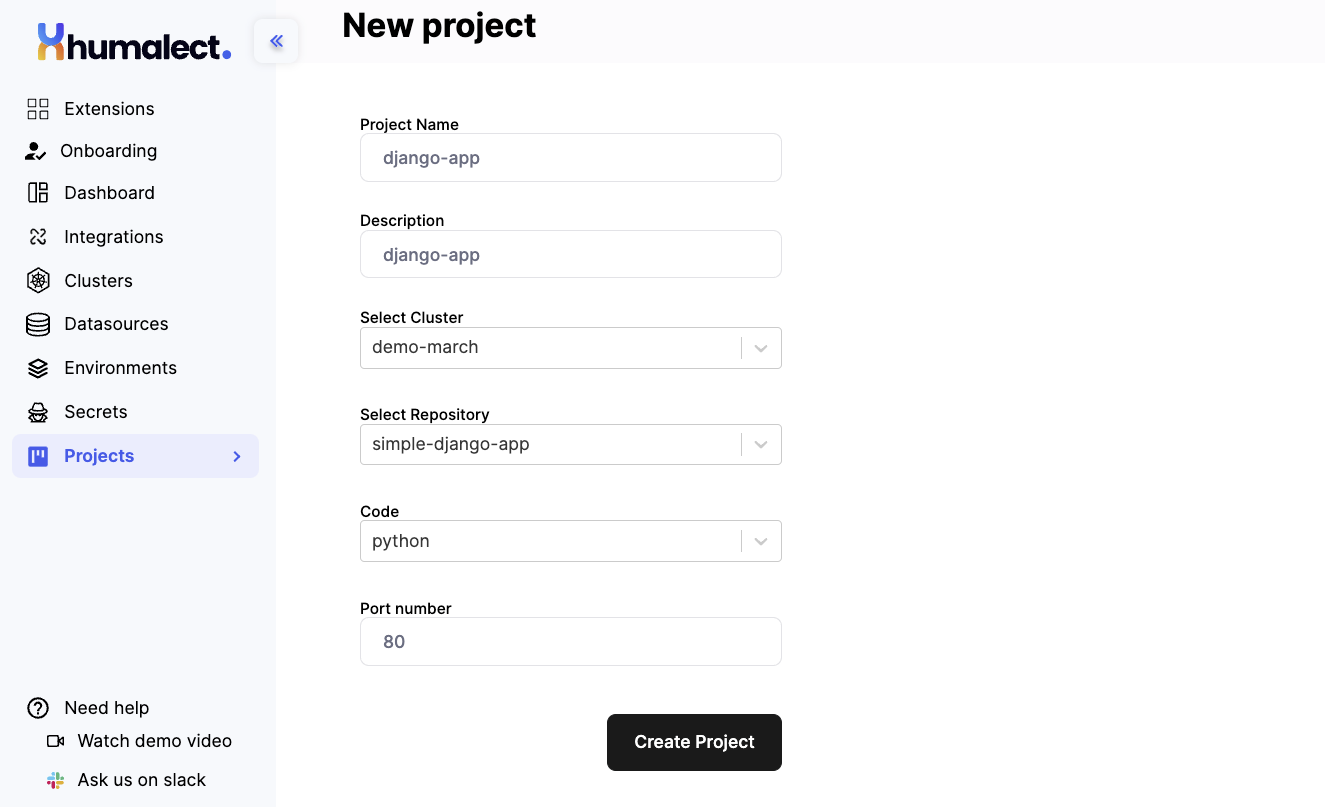 humalect.
New project
Extensions
Onboarding
Dashboard
Integrations
Clusters
Datasources
Environments
Secrets
Projects
Need help
Watch demo video
Ask us on slack
Project Name
django-app
Description
django-app
Select Cluster
demo-march
Select Repository
simple-django-app
Code
python
Port number
80
Create Project